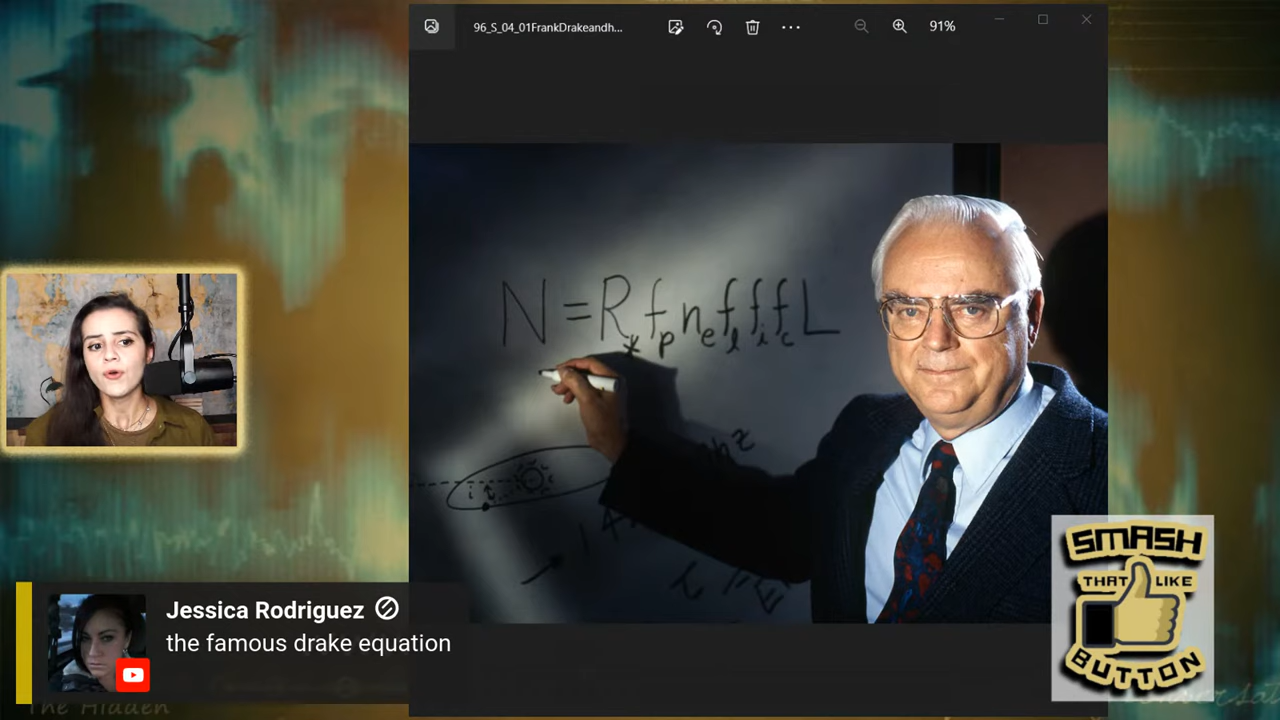 96_S_04_01FrankDrakeandh...
91%
N=R*fpneflfifcL
i
Jessica Rodriguez
the famous drake equation
SMASH
THAT LIKE
BUTTON
The Hidden